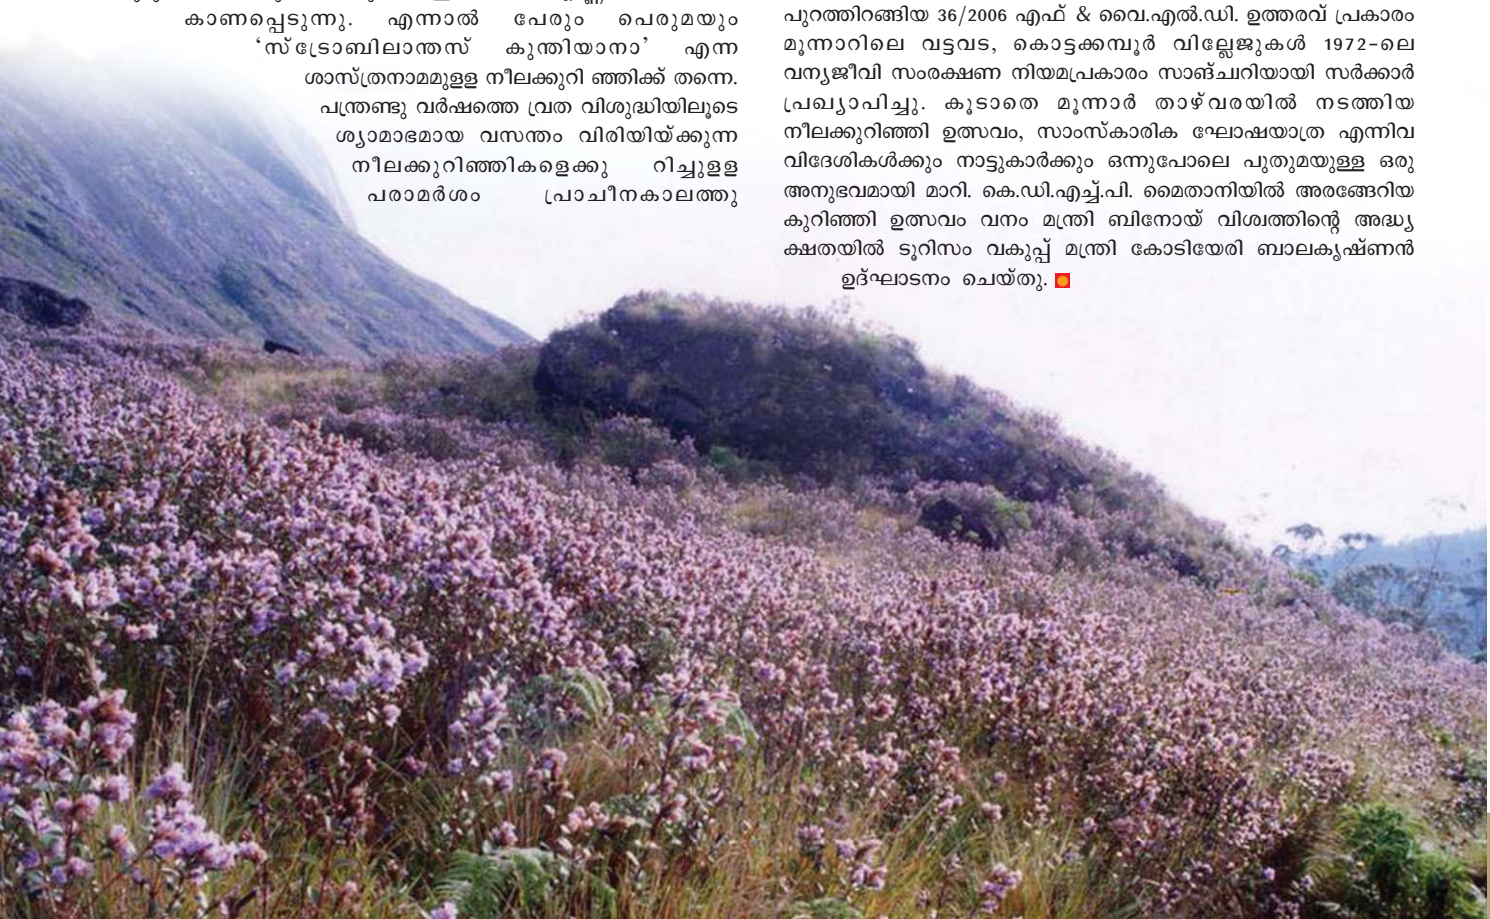 കാണപ്പെടുന്നു. എന്നാൽ പേരും പെരുമയും
‘സ്ട്രോബിലാന്തസ് കുന്തിയാനാ’ എന്ന
ശാസ്ത്രനാമമുളള നീലക്കുറി ഞ്ഞിക്ക് തന്നെ.
പന്ത്രണ്ടു വർഷത്തെ വ്രത വിശുദ്ധിയിലൂടെ
ശ്യാമാഭമായ വസന്തം വിരിയിയ്ക്കുന്ന
നീലക്കുറിഞ്ഞികളെക്കു റിച്ചുളള
പരാമർശം പ്രാചീനകാലത്തു
പുറത്തിറങ്ങിയ 36/2006 എഫ് & വൈ.എൽ.ഡി. ഉത്തരവ് പ്രകാരം
മൂന്നാറിലെ വട്ടവട, കൊട്ടക്കമ്പൂർ വില്ലേജുകൾ 1972-ലെ
വന്യജീവി സംരക്ഷണ നിയമപ്രകാരം സാങ്ച്വറിയായി സർക്കാർ
പ്രഖ്യാപിച്ചു. കൂടാതെ മൂന്നാർ താഴ്‌വരയിൽ നടത്തിയ
നീലക്കുറിഞ്ഞി ഉത്സവം, സാംസ്കാരിക ഘോഷയാത്ര എന്നിവ
വിദേശികൾക്കും നാട്ടുകാർക്കും ഒന്നുപോലെ പുതുമയുള്ള ഒരു
അനുഭവമായി മാറി. കെ.ഡി.എച്ച്.പി. മൈതാനിയിൽ അരങ്ങേറിയ
കുറിഞ്ഞി ഉത്സവം വനം മന്ത്രി ബിനോയ് വിശ്വത്തിന്റെ അദ്ധ്യ
ക്ഷതയിൽ ടൂറിസം വകുപ്പ് മന്ത്രി കോടിയേരി ബാലകൃഷ്ണൻ
ഉദ്ഘാടനം ചെയ്തു.